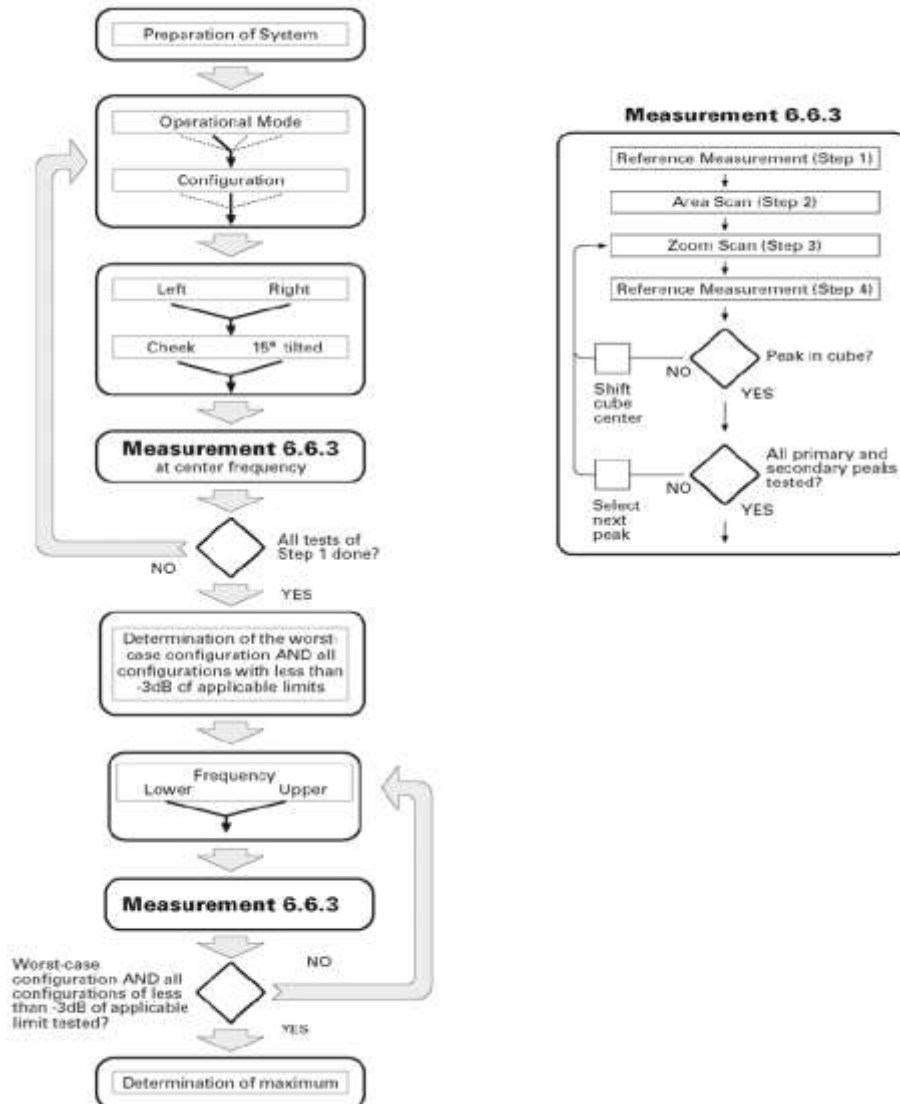 Preparation of System
Operational Mode
Configuration
Left Right
Cheek 15° tilted
Measurement 6.6.3
at center frequency
All tests of
Step 1 done?
NO
YES
Determination of the worst-
case configuration AND all
configurations with less than
-3dB of applicable limits
Frequency
Lower Upper
Measurement 6.6.3
Worst-case
configuration AND all
configurations of less
than -3dB of applicable
limit tested?
NO
YES
Determination of maximum
Measurement 6.6.3
Reference Measurement (Step 1)
Area Scan (Step 2)
Zoom Scan (Step 3)
Reference Measurement (Step 4)
Peak in cube?
NO
YES
Shift
cube
center
All primary and
secondary peaks
tested?
NO
YES
Select
next
peak